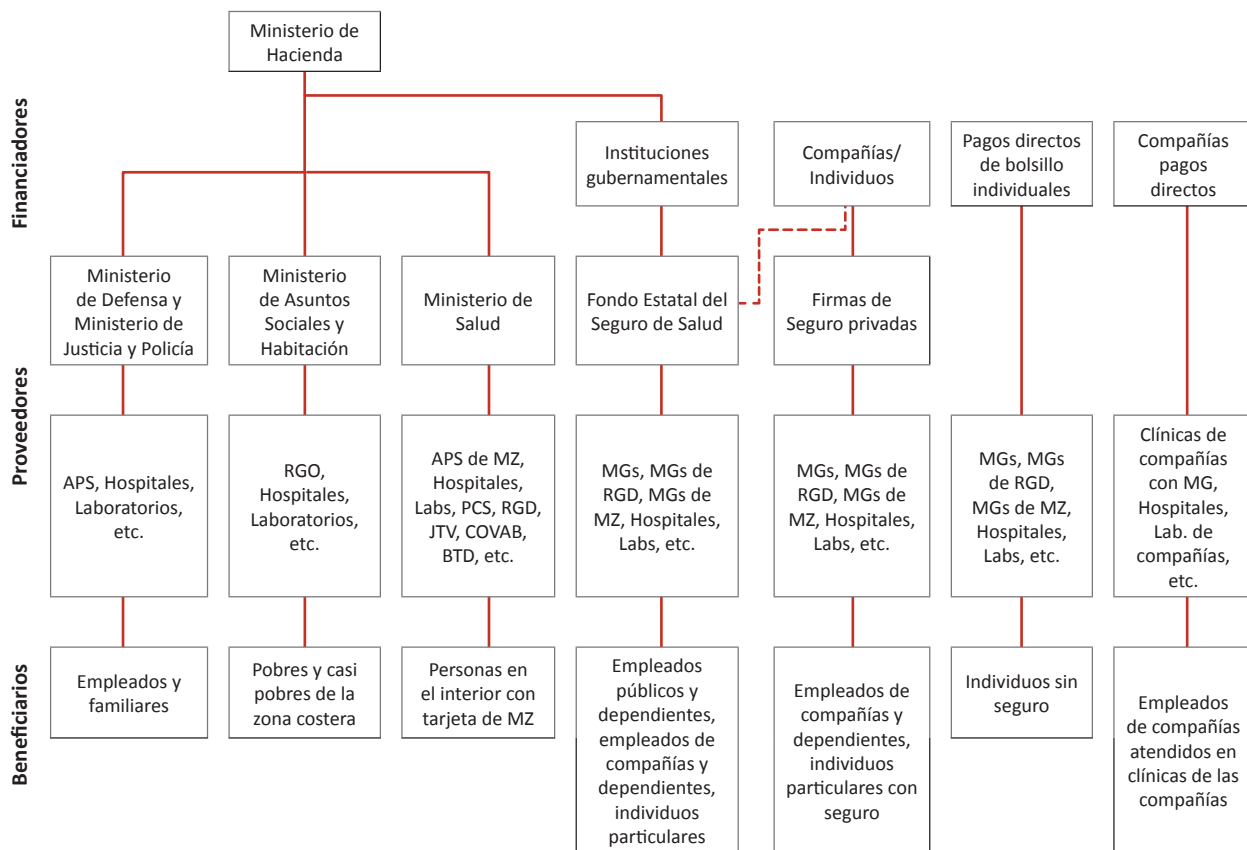 Ministerio de
Hacienda
Financiadores
Instituciones
gubernamentales
Compañías/
Individuos
Pagos directos
de bolsillo
individuales
Compañías
pagos
directos
Ministerio
de Defensa y
Ministerio de
Justicia y Policía
Ministerio
de Asuntos
Sociales y
Habitación
Ministerio de
Salud
Fondo Estatal del
Seguro de Salud
Firmas de
Seguro privadas
Proveedores
APS, Hospitales,
Laboratorios,
etc.
RGO,
Hospitales,
Laboratorios,
etc.
APS de MZ,
Hospitales,
Labs, PCS, RGD,
JTV, COVAB,
BTD, etc.
MGs, MGs de
RGD, MGs de
MZ, Hospitales,
Labs, etc.
MGs, MGs de
RGD, MGs de
MZ, Hospitales,
Labs, etc.
MGs, MGs
de RGD,
MGs de MZ,
Hospitales,
Labs, etc.
Clínicas de
compañías
con MG,
Hospitales,
Lab. de
compañías,
etc.
Beneficiarios
Empleados y
familiares
Pobres y casi
pobres de la
zona costera
Personas en
el interior con
tarjeta de MZ
Empleados
públicos y
dependientes,
empleados de
compañías y
dependientes,
individuos
particulares
Empleados de
compañías y
dependientes,
individuos
particulares con
seguro
Individuos sin
seguro
Empleados
de compañías
atendidos en
clínicas de las
compañías